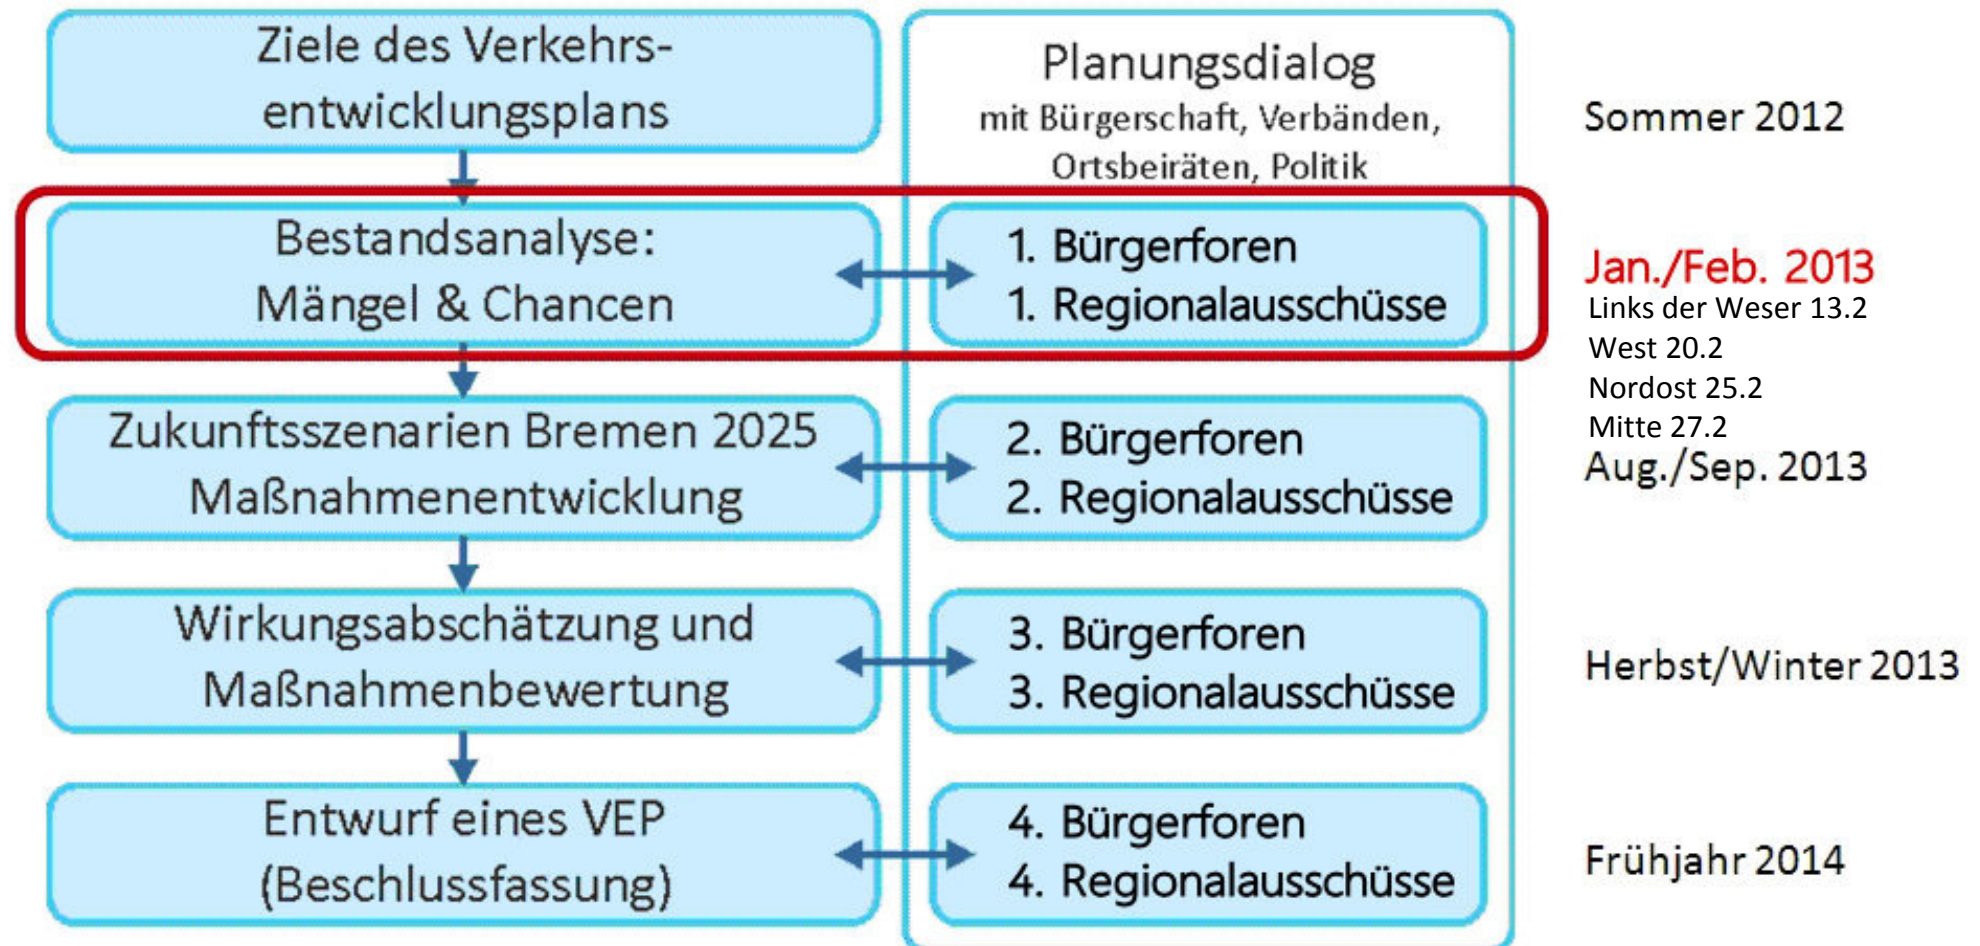 Ziele des Verkehrs-
entwicklungsplans
Planungsdialog
mit Bürgerschaft, Verbänden,
Ortsbeiräten, Politik
Sommer 2012
Bestandsanalyse:
Mängel & Chancen
1. Bürgerforen
1. Regionalausschüsse
Jan./Feb. 2013
Links der Weser 13.2
West 20.2
Nordost 25.2
Mitte 27.2
Zukunftsszenarien Bremen 2025
Maßnahmenentwicklung
2. Bürgerforen
2. Regionalausschüsse
Aug./Sep. 2013
Wirkungsabschätzung und
Maßnahmenbewertung
3. Bürgerforen
3. Regionalausschüsse
Herbst/Winter 2013
Entwurf eines VEP
(Beschlussfassung)
4. Bürgerforen
4. Regionalausschüsse
Frühjahr 2014